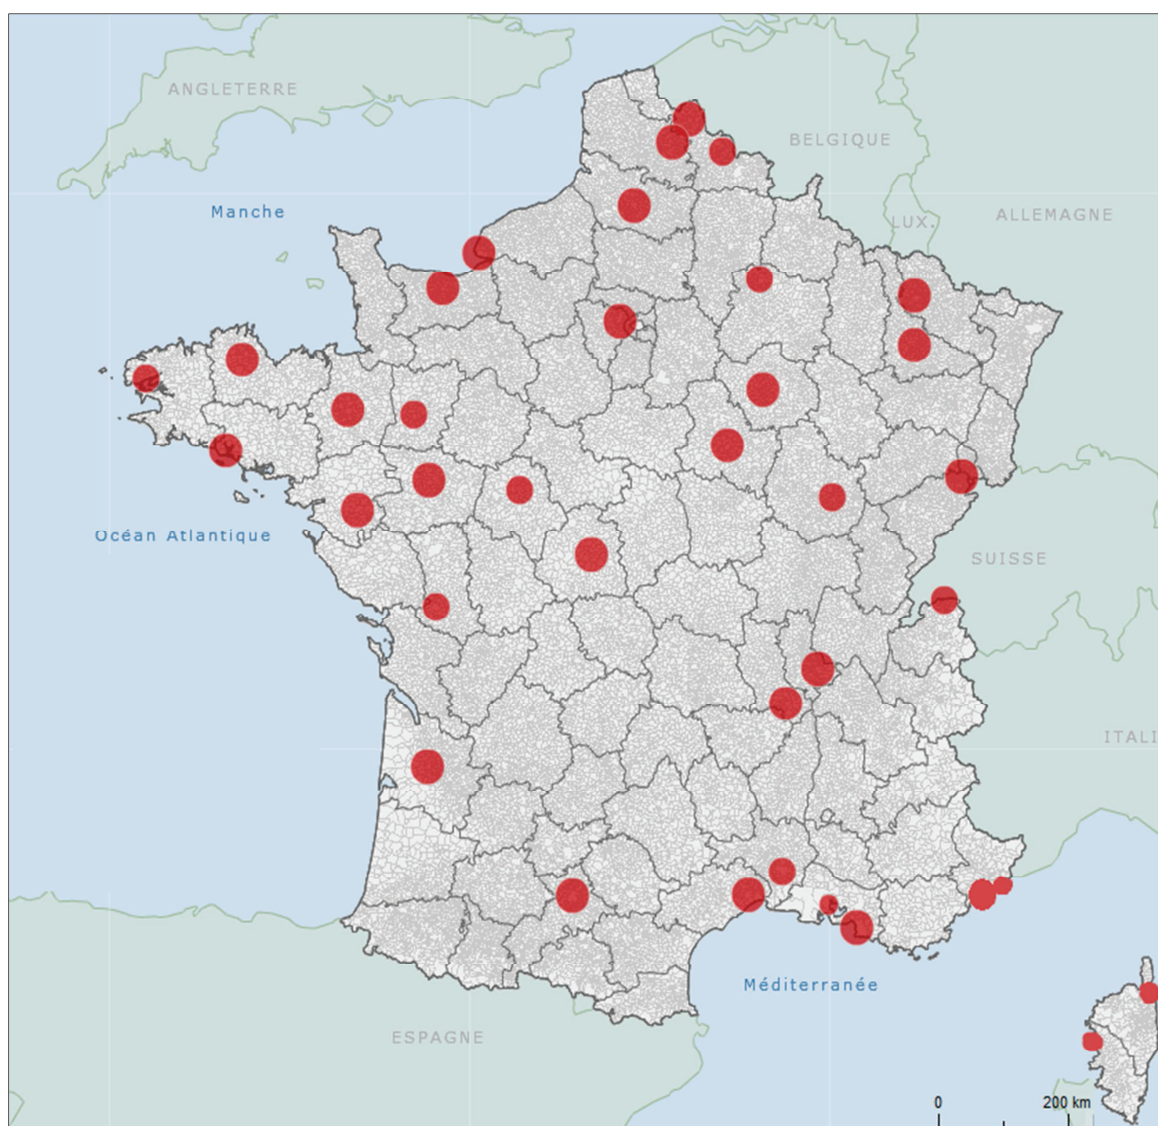 ANGLETERRE
BELGIQUE
Manche
LUX.
ALLEMAGNE
Océan Atlantique
SUISSE
ITALI
Méditerranée
ESPAGNE
0 200 km